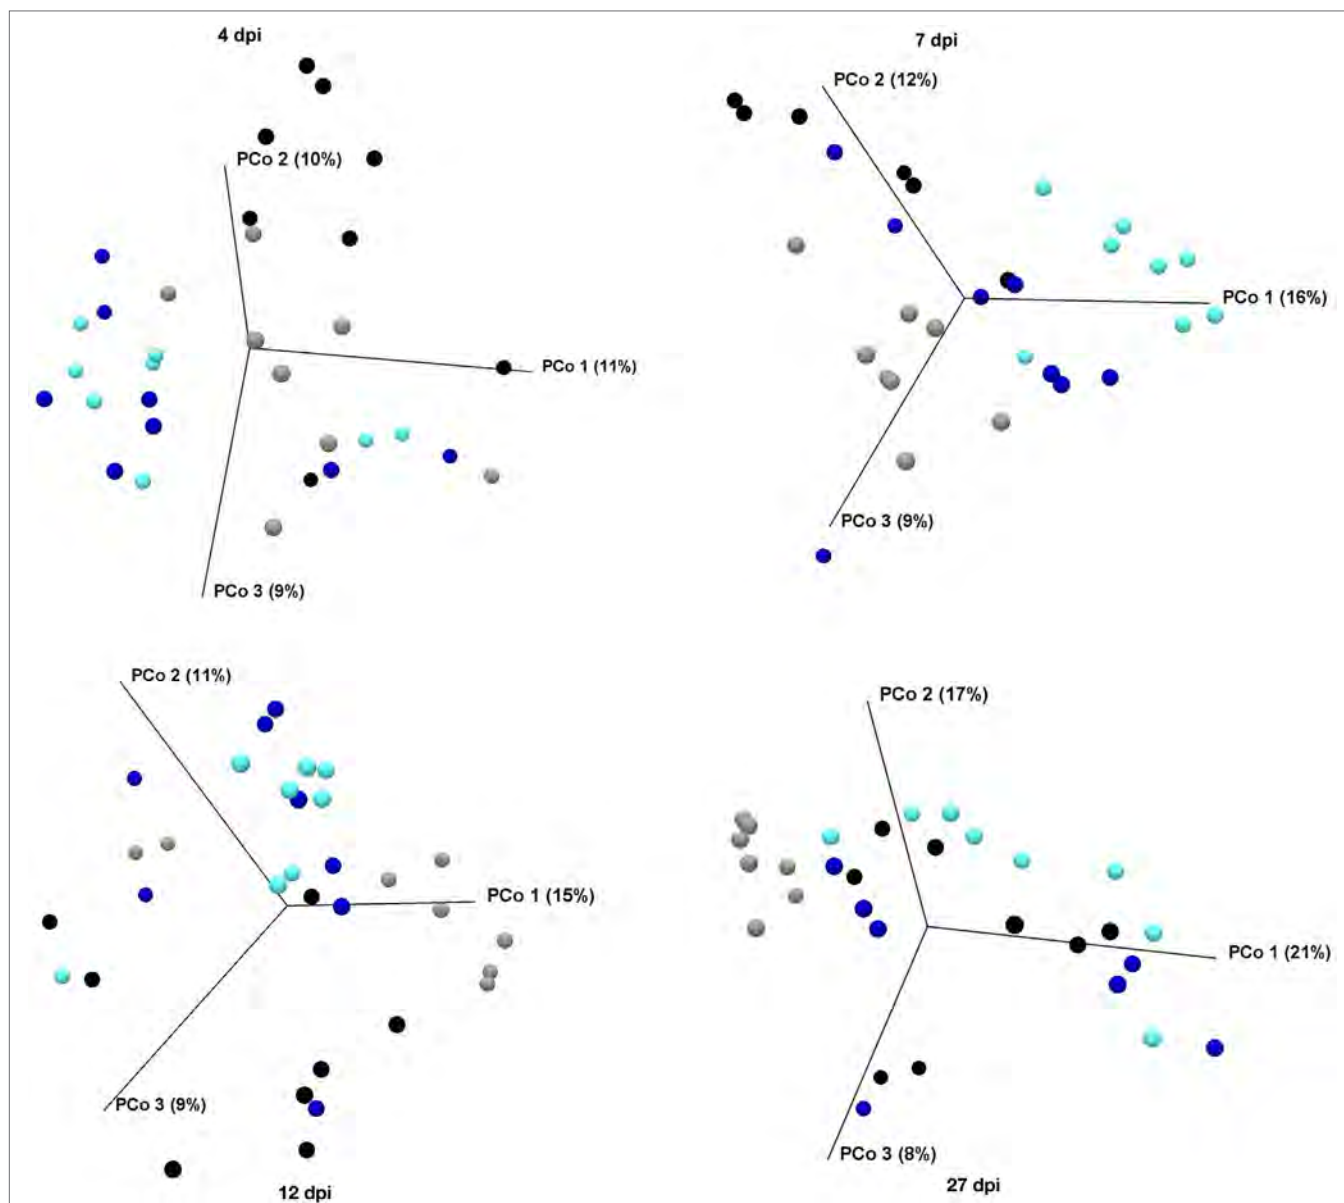 4 dpi
PCo 2 (10%)
PCo 1 (11%)
PCo 3 (9%)
7 dpi
PCo 2 (12%)
PCo 1 (16%)
PCo 3 (9%)
PCo 2 (11%)
PCo 1 (15%)
PCo 3 (9%)
12 dpi
PCo 2 (17%)
PCo 1 (21%)
PCo 3 (8%)
27 dpi